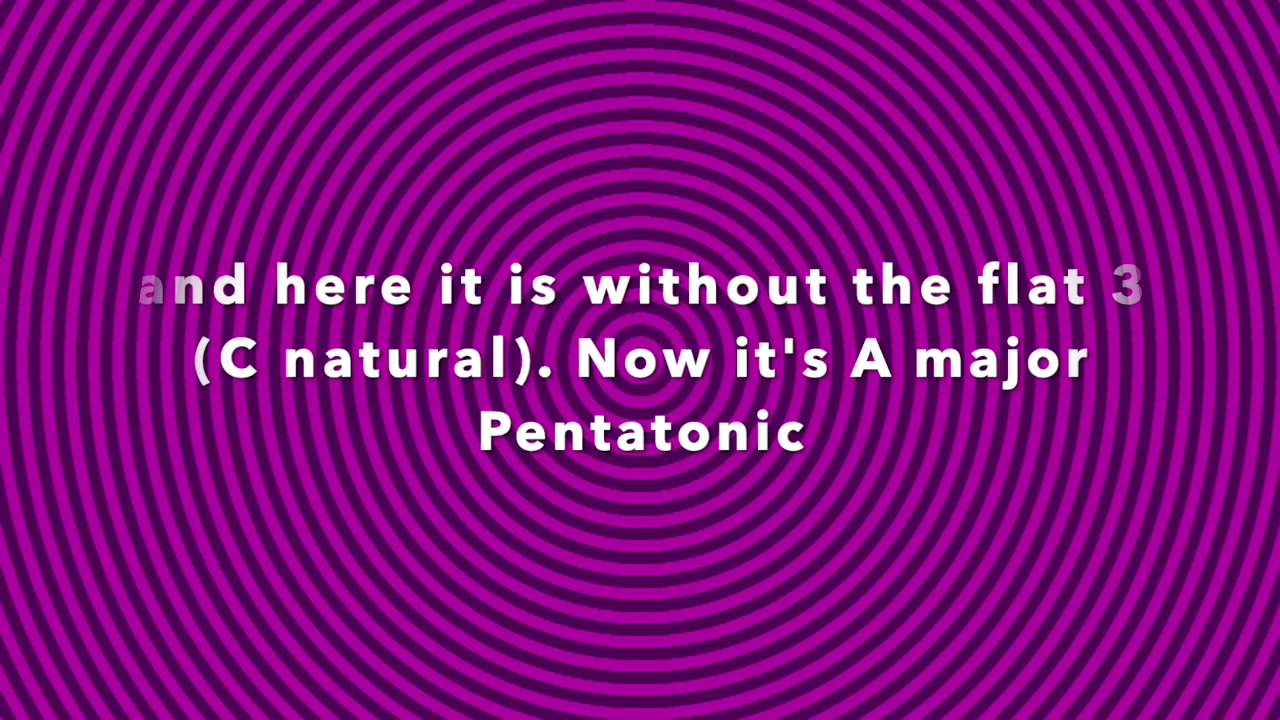 and here it is without the flat 3
(C natural). Now it's A major
Pentatonic